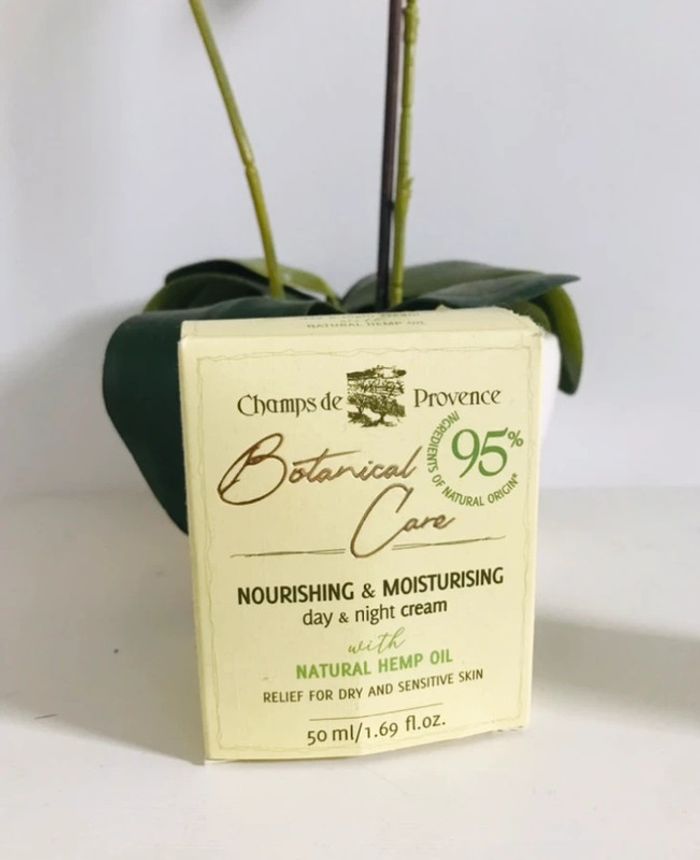 NATURAL HEMP OIL
Champs de Provence
Botanical
Care
95%
INGREDIENTS OF NATURAL ORIGIN*
NOURISHING & MOISTURISING
day & night cream
with
NATURAL HEMP OIL
RELIEF FOR DRY AND SENSITIVE SKIN
50 ml/1.69 fl.oz.